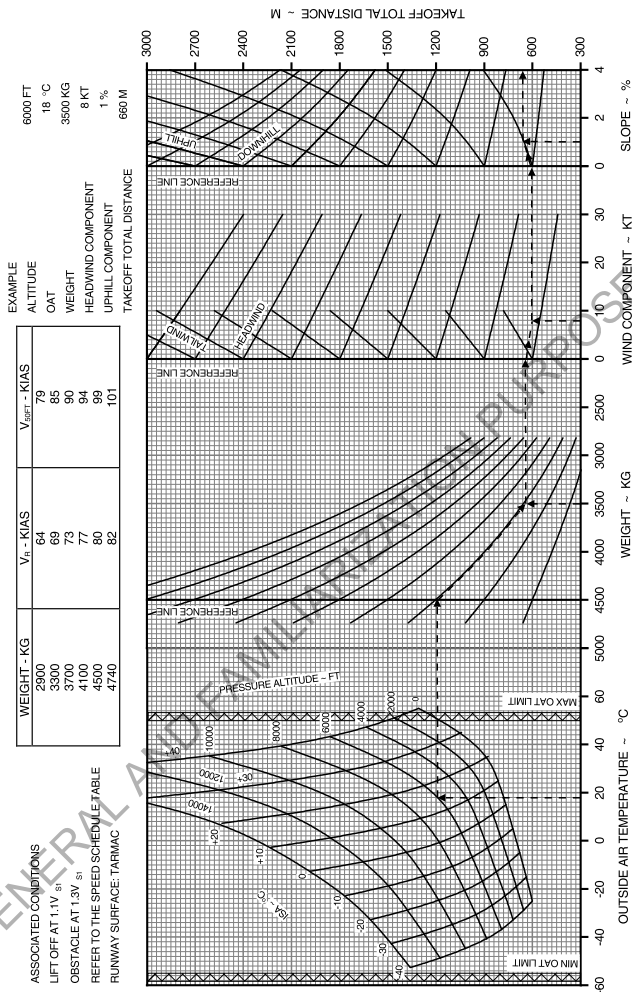 ASSOCIATED CONDITIONS
LIFT OFF AT 1.1V S1
OBSTACLE AT 1.3V S1
REFER TO THE SPEED SCHEDULE TABLE
RUNWAY SURFACE: TARMAC
WEIGHT - KG VR - KIAS V50FT - KIAS
2900 64 79
3300 69 85
3700 73 90
4100 77 94
4500 80 99
4740 82 101
EXAMPLE
ALTITUDE 6000 FT
OAT 18 °C
WEIGHT 3500 KG
HEADWIND COMPONENT 8 KT
UPHILL COMPONENT 1 %
TAKEOFF TOTAL DISTANCE 660 M
TAKEOFF TOTAL DISTANCE ~ M
3000
2700
2400
2100
1800
1500
1200
900
600
300
MIN OAT LIMIT
MAX OAT LIMIT
ISA ~ °C
-40
-30
-20
-10
0
+10
+20
+30
+40
PRESSURE ALTITUDE ~ FT
14000
12000
10000
8000
6000
4000
2000
0
REFERENCE LINE
REFERENCE LINE
TAILWIND
HEADWIND
REFERENCE LINE
UPHILL
DOWNHILL
-60 -40 -20 0 20 40 60
5000 4500 4000 3500 3000 2500
0 10 20 30
0 2 4
OUTSIDE AIR TEMPERATURE ~ °C
WEIGHT ~ KG
WIND COMPONENT ~ KT
SLOPE ~ %
GENERAL AND FAMILIARIZATION PURPOSE